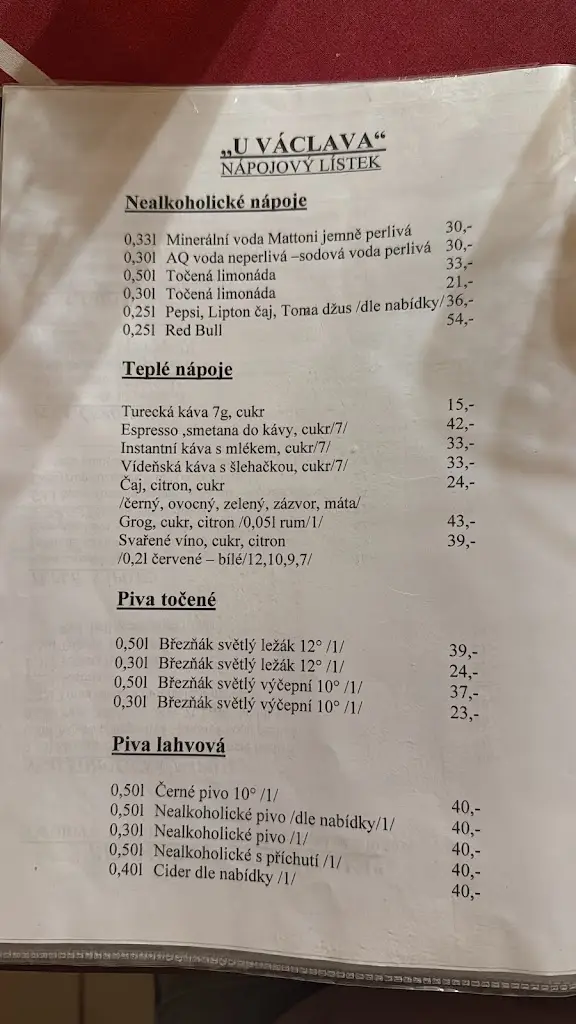 „U VÁCLAVA“
NÁPOJOVÝ LÍSTEK
Nealkoholické nápoje
0,33l Minerální voda Mattoni jemně perlivá 30,-
0,30l AQ voda neperlivá –sodová voda perlivá 30,-
0,50l Točená limonáda 33,-
0,30l Točená limonáda 21,-
0,25l Pepsi, Lipton čaj, Toma džus /dle nabídky/ 36,-
0,25l Red Bull 54,-
Teplé nápoje
Turecká káva 7g, cukr 15,-
Espresso ,smetana do kávy, cukr/7/ 42,-
Instantní káva s mlékem, cukr/7/ 33,-
Vídeňská káva s šlehačkou, cukr/7/ 33,-
Čaj, citron, cukr 24,-
/černý, ovocný, zelený, zázvor, máta/
Grog, cukr, citron /0,05l rum/1/ 43,-
Svařené víno, cukr, citron 39,-
/0,2l červené – bílé/12,10,9,7/
Piva točené
0,50l Březňák světlý ležák 12° /1/ 39,-
0,30l Březňák světlý ležák 12° /1/ 24,-
0,50l Březňák světlý výčepní 10° /1/ 37,-
0,30l Březňák světlý výčepní 10° /1/ 23,-
Piva lahvová
0,50l Černé pivo 10° /1/ 40,-
0,50l Nealkoholické pivo /dle nabídky/1/ 40,-
0,30l Nealkoholické pivo /1/ 40,-
0,50l Nealkoholické s příchutí /1/ 40,-
0,40l Cider dle nabídky /1/ 40,-